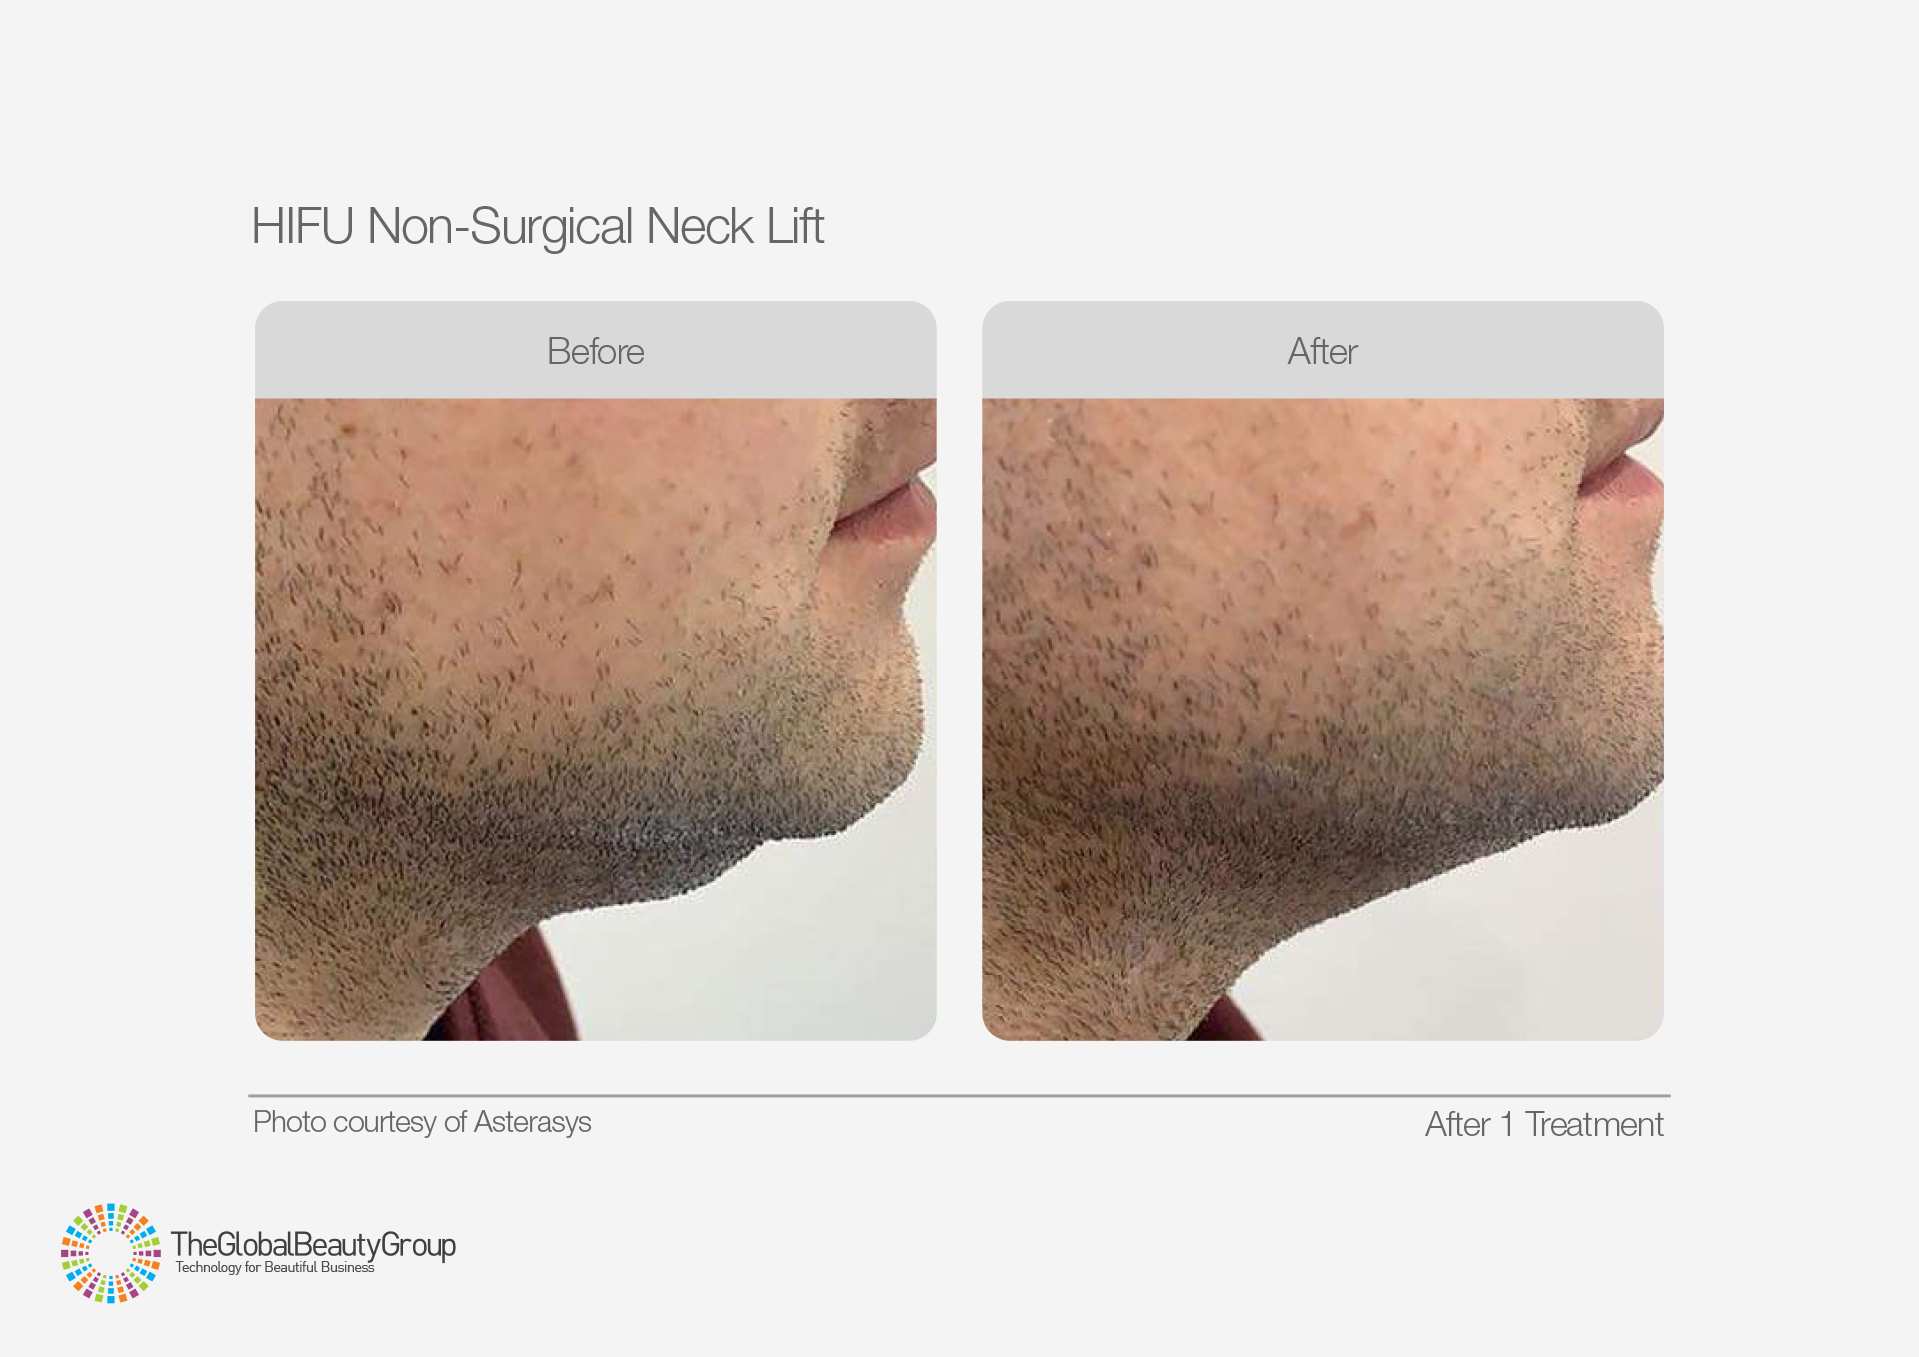 HIFU Non-Surgical Neck Lift
Before
After
Photo courtesy of Asterasys
After 1 Treatment
TheGlobalBeautyGroup
Technology for Beautiful Business